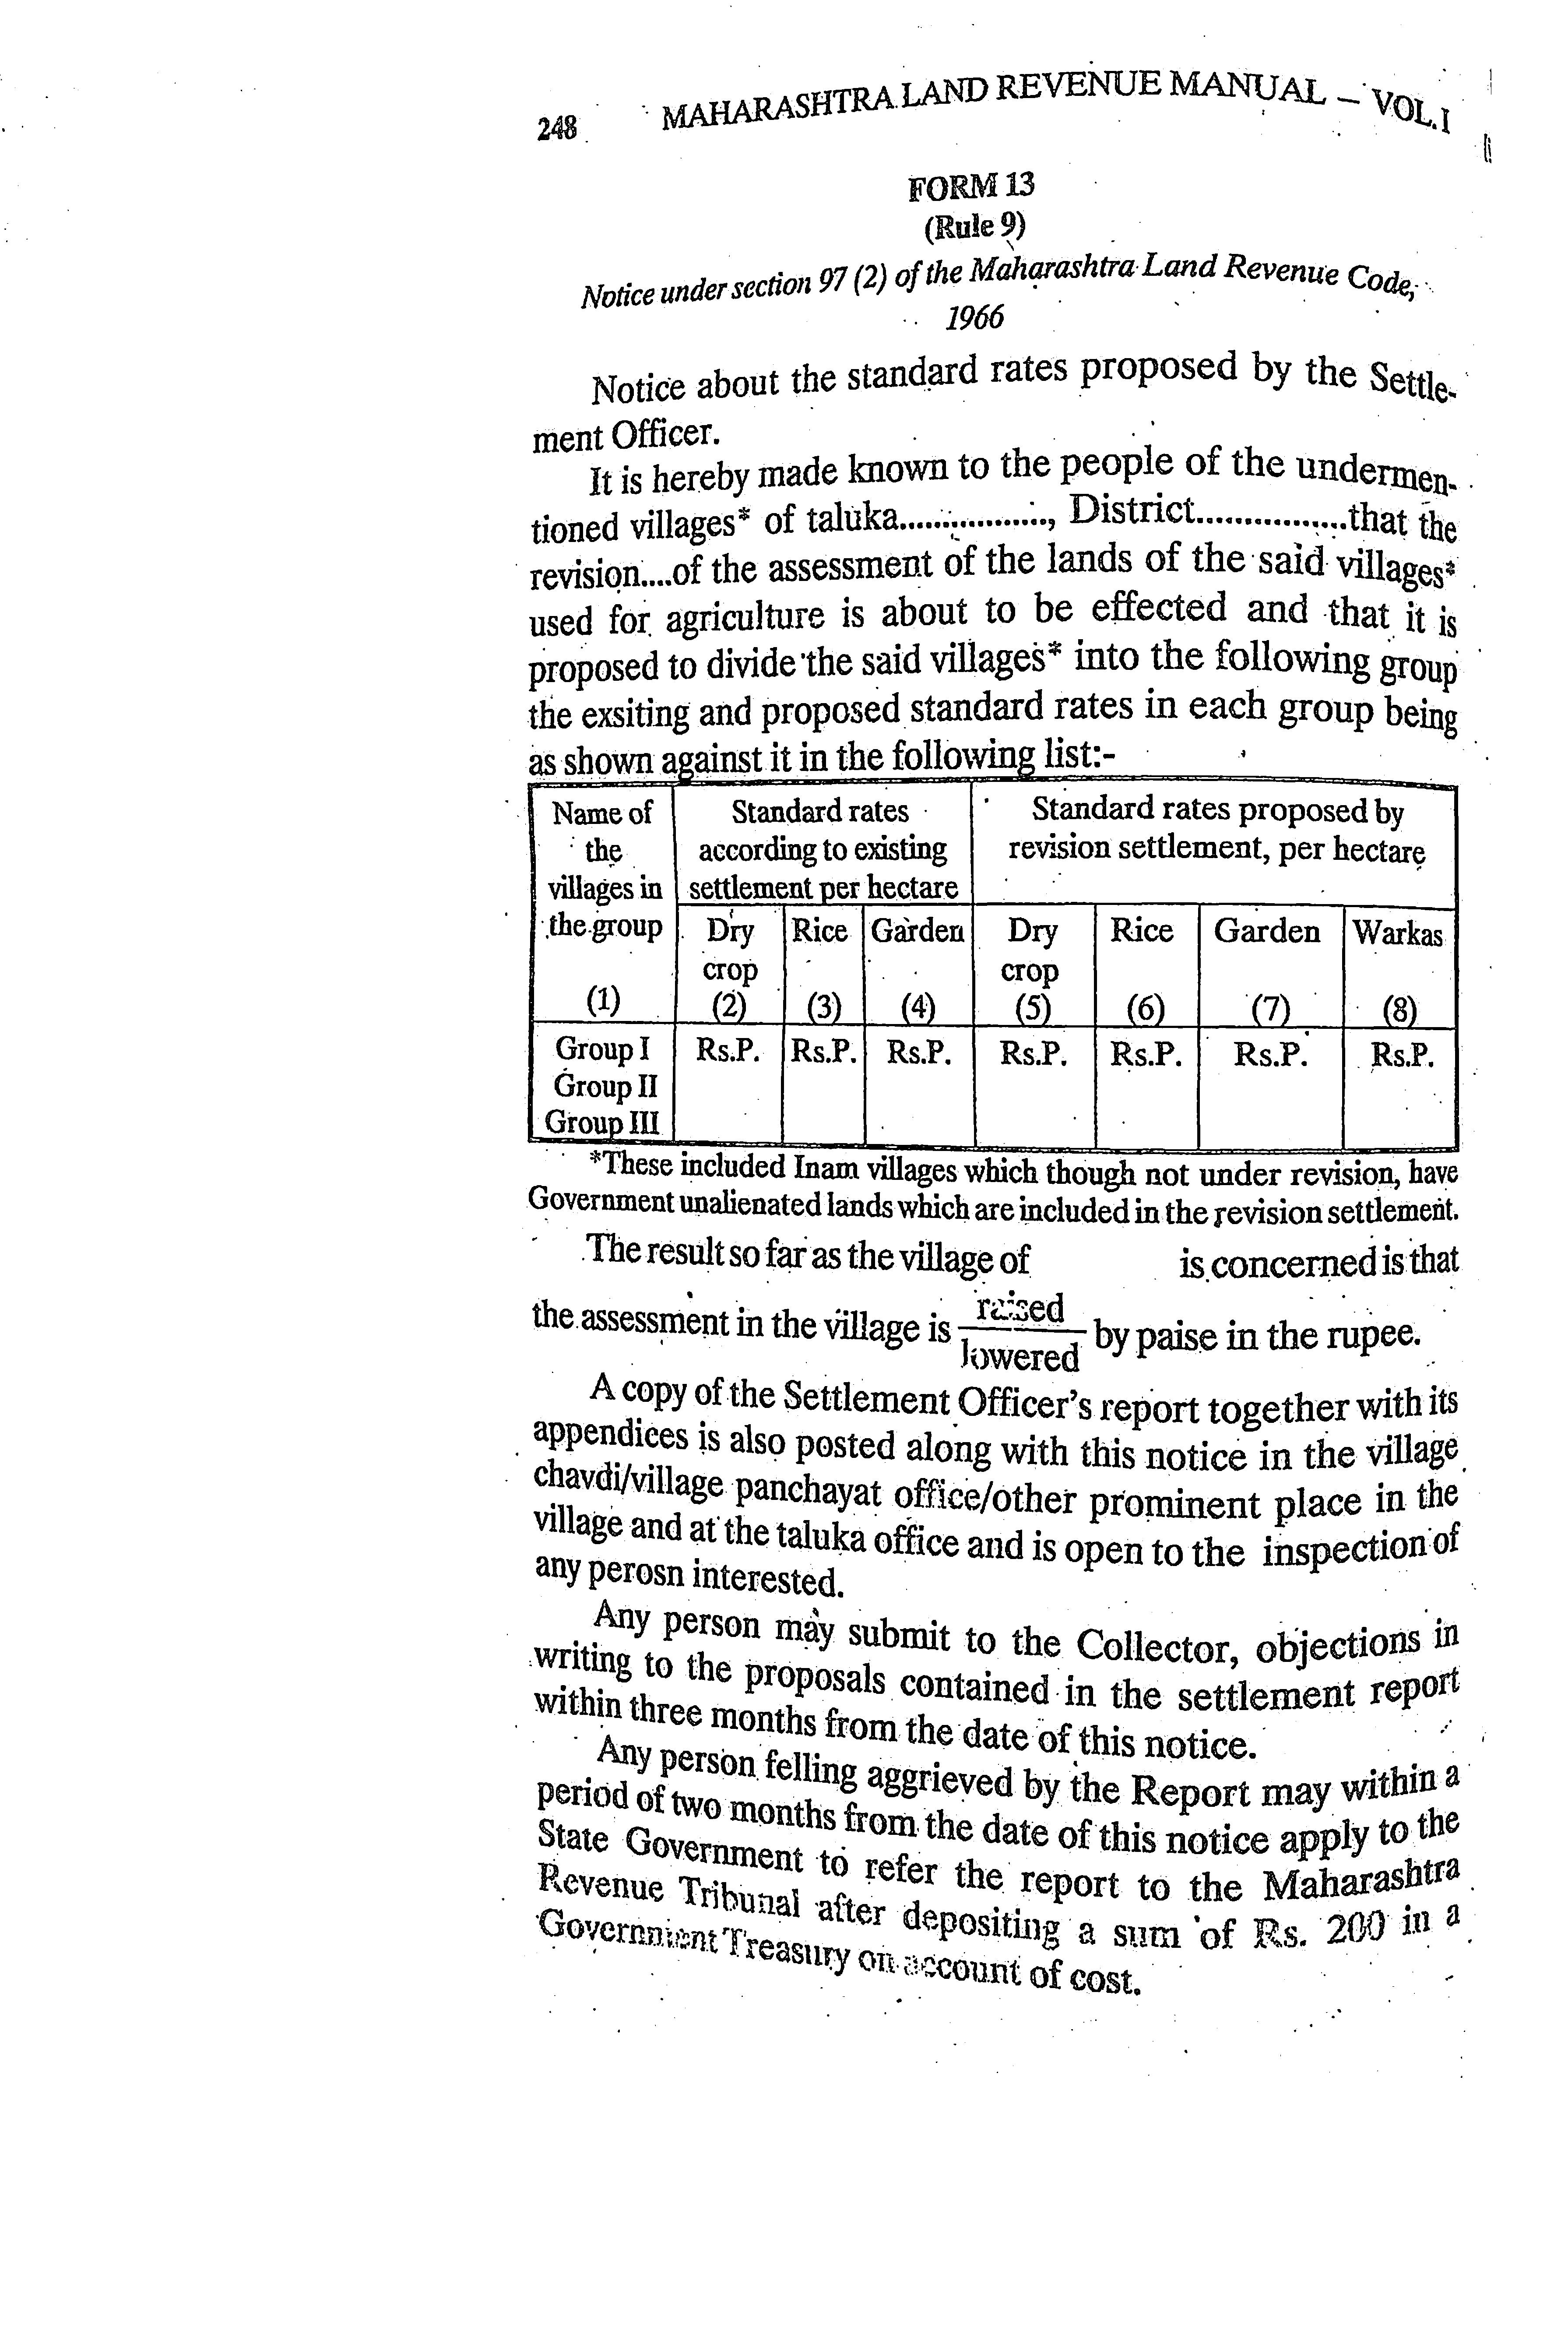 248 MAHARASHTRA LAND REVENUE MANUAL – VOL.I
FORM 13
(Rule 9)
Notice under section 97 (2) of the Maharashtra Land Revenue Code,
1966
Notice about the standard rates proposed by the Settle-
ment Officer.
It is hereby made known to the people of the undermen-
tioned villages* of taluka................, District................that the
revision....of the assessment of the lands of the said villages*
used for agriculture is about to be effected and that it is
proposed to divide the said villages* into the following group
the exsiting and proposed standard rates in each group being
as shown against it in the following list:-
Name of Standard rates Standard rates proposed by
the according to existing revision settlement, per hectare
villages in settlement per hectare
the group Dry Rice Garden Dry Rice Garden Warkas
crop crop
(1) (2) (3) (4) (5) (6) (7) (8)
Group I Rs.P. Rs.P. Rs.P. Rs.P. Rs.P. Rs.P. Rs.P.
Group II
Group III
*These included Inam villages which though not under revision, have
Government unalienated lands which are included in the revision settlement.
The result so far as the village of is concerned is that
raised
the assessment in the village is by paise in the rupee.
lowered
A copy of the Settlement Officer's report together with its
appendices is also posted along with this notice in the village
chavdi/village panchayat office/other prominent place in the
village and at the taluka office and is open to the inspection of
any perosn interested.
Any person may submit to the Collector, objections in
writing to the proposals contained in the settlement report
within three months from the date of this notice.
Any person felling aggrieved by the Report may within a
period of two months from the date of this notice apply to the
State Government to refer the report to the Maharashtra
Revenue Tribunal after depositing a sum of Rs. 200 in a
Government Treasury on account of cost.